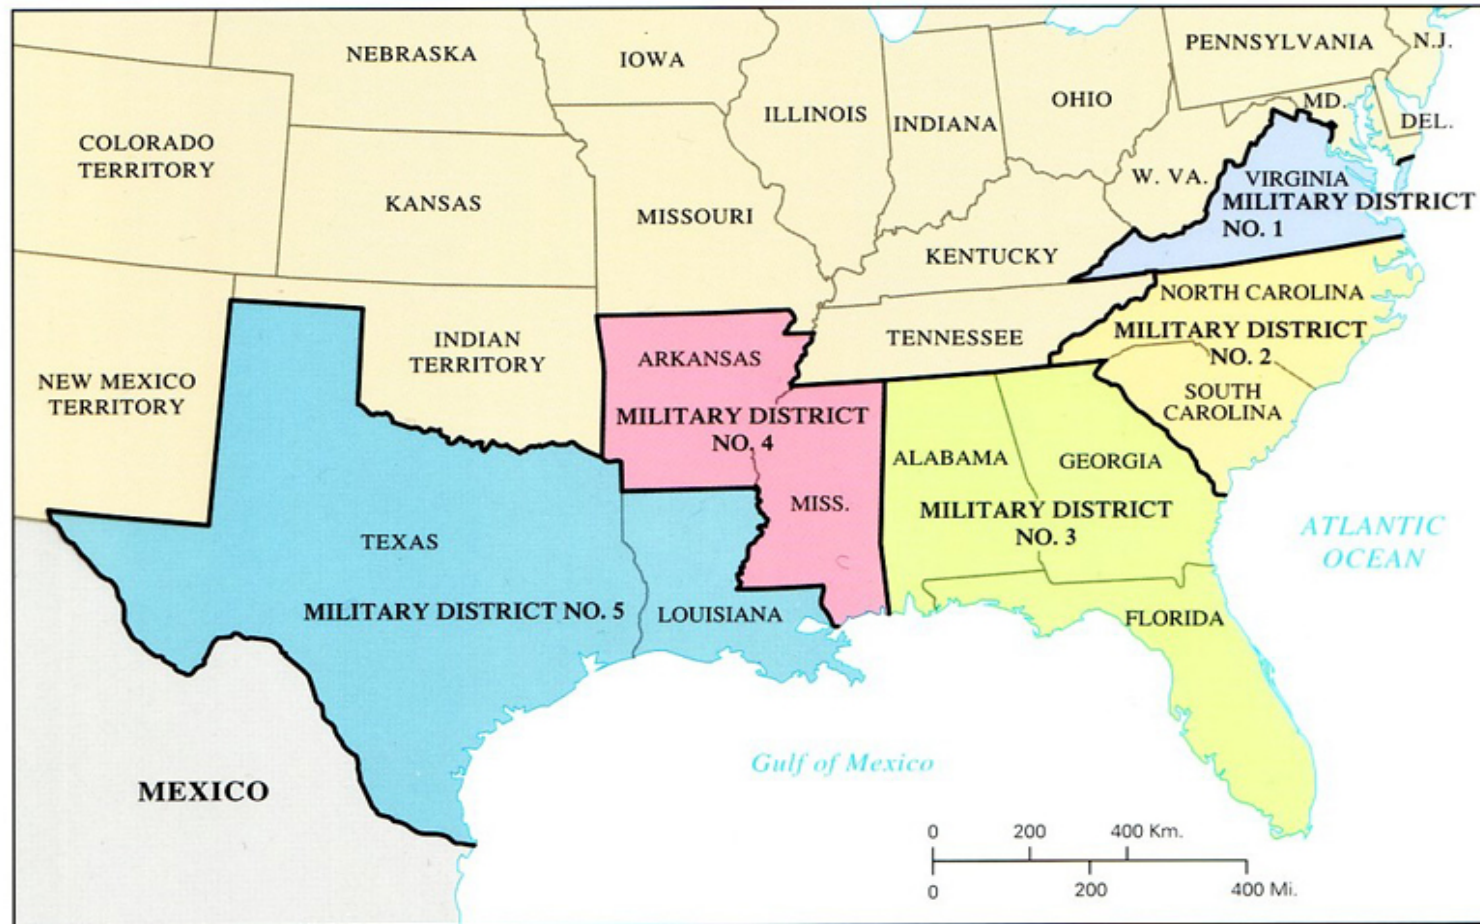 NEBRASKA
IOWA
ILLINOIS
INDIANA
OHIO
PENNSYLVANIA
N.J.
MD.
DEL.
COLORADO
TERRITORY
KANSAS
MISSOURI
W. VA.
VIRGINIA
MILITARY DISTRICT
NO. 1
KENTUCKY
NORTH CAROLINA
MILITARY DISTRICT
NO. 2
SOUTH
CAROLINA
TENNESSEE
INDIAN
TERRITORY
NEW MEXICO
TERRITORY
ARKANSAS
MILITARY DISTRICT
NO. 4
MISS.
ALABAMA
GEORGIA
MILITARY DISTRICT
NO. 3
FLORIDA
TEXAS
MILITARY DISTRICT NO. 5
LOUISIANA
ATLANTIC
OCEAN
Gulf of Mexico
MEXICO
0 200 400 Km.
0 200 400 Mi.